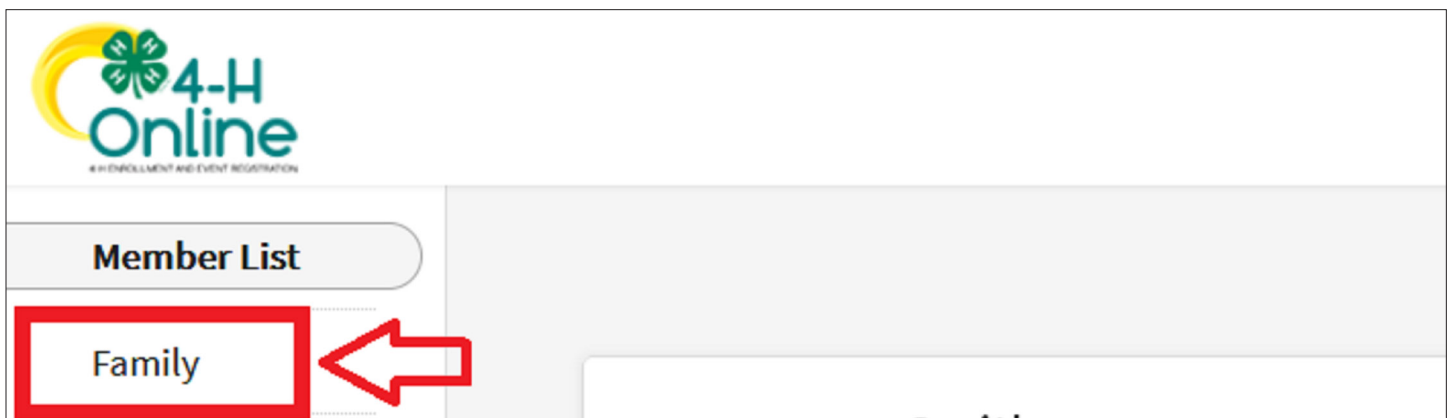 4-H
Online
4-H ENROLLMENT AND EVENT REGISTRATION
Member List
Family